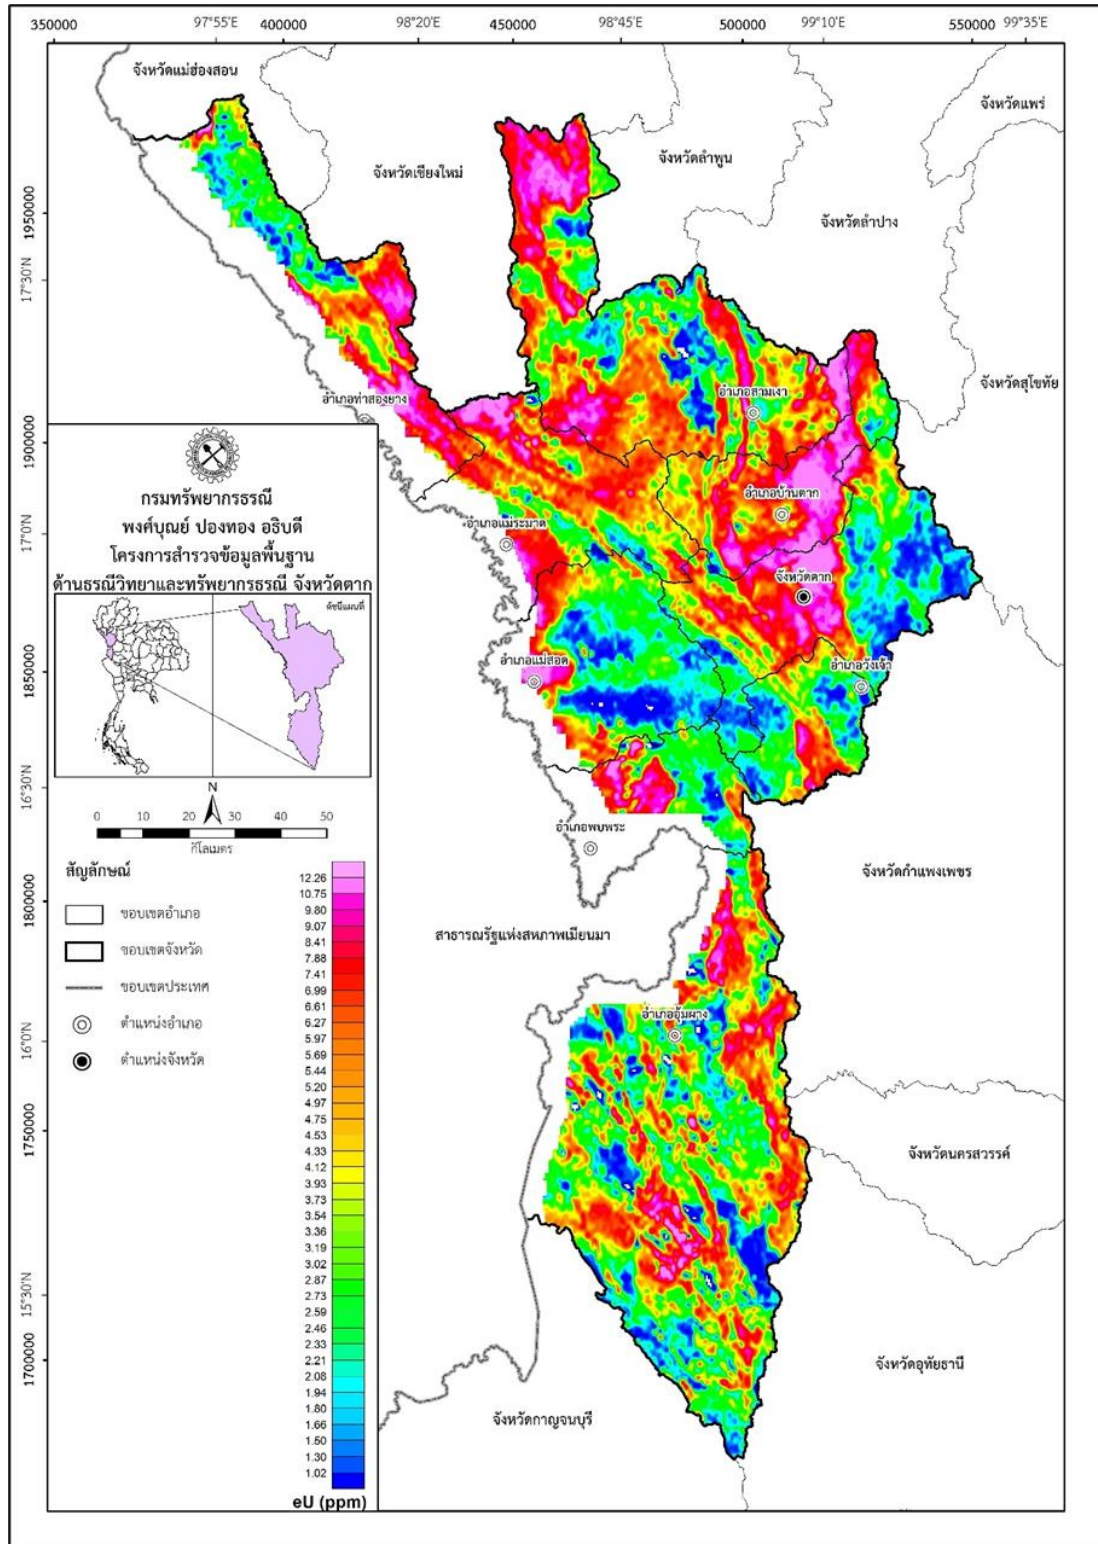 350000 97°55'E 400000 98°20'E 450000 98°45'E 500000 99°10'E 550000 99°35'E
จังหวัดแม่ฮ่องสอน
จังหวัดแพร่
จังหวัดลำพูน
จังหวัดเชียงใหม่
1950000
จังหวัดลำปาง
17°30'N
จังหวัดสุโขทัย
อำเภอท่าสองยาง
อำเภอสามเงา
1900000
อำเภอบ้านตาก
อำเภอแม่ระมาด
17°0'N
จังหวัดตาก
อำเภอแม่สอด
อำเภอวังเจ้า
1850000
16°30'N
อำเภอพบพระ
จังหวัดกำแพงเพชร
1800000
สาธารณรัฐแห่งสหภาพเมียนมา
อำเภออุ้มผาง
16°0'N
1750000
จังหวัดนครสวรรค์
15°30'N
1700000
จังหวัดอุทัยธานี
จังหวัดกาญจนบุรี
กรมทรัพยากรธรณี
พงศ์บุณย์ ปองทอง อธิบดี
โครงการสำรวจข้อมูลพื้นฐาน
ด้านธรณีวิทยาและทรัพยากรธรณี จังหวัดตาก
ดัชนีแผนที่
N
0 10 20 30 40 50
กิโลเมตร
สัญลักษณ์
ขอบเขตอำเภอ
ขอบเขตจังหวัด
ขอบเขตประเทศ
ตำแหน่งอำเภอ
ตำแหน่งจังหวัด
12.26
10.75
9.80
9.07
8.41
7.88
7.41
6.99
6.61
6.27
5.97
5.69
5.44
5.20
4.97
4.75
4.53
4.33
4.12
3.93
3.73
3.54
3.36
3.19
3.02
2.87
2.73
2.59
2.46
2.33
2.21
2.08
1.94
1.80
1.66
1.50
1.30
1.02
eU (ppm)